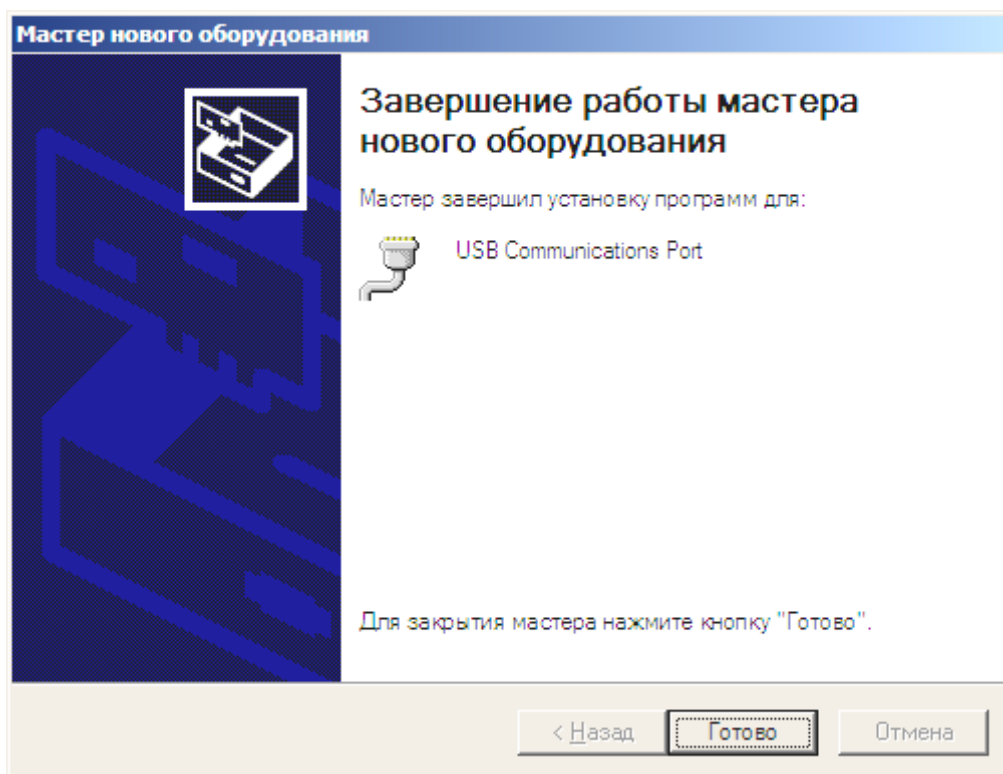 Мастер нового оборудования
Завершение работы мастера
нового оборудования
Мастер завершил установку программ для:
USB Communications Port
Для закрытия мастера нажмите кнопку "Готово".
< Назад
Готово
Отмена